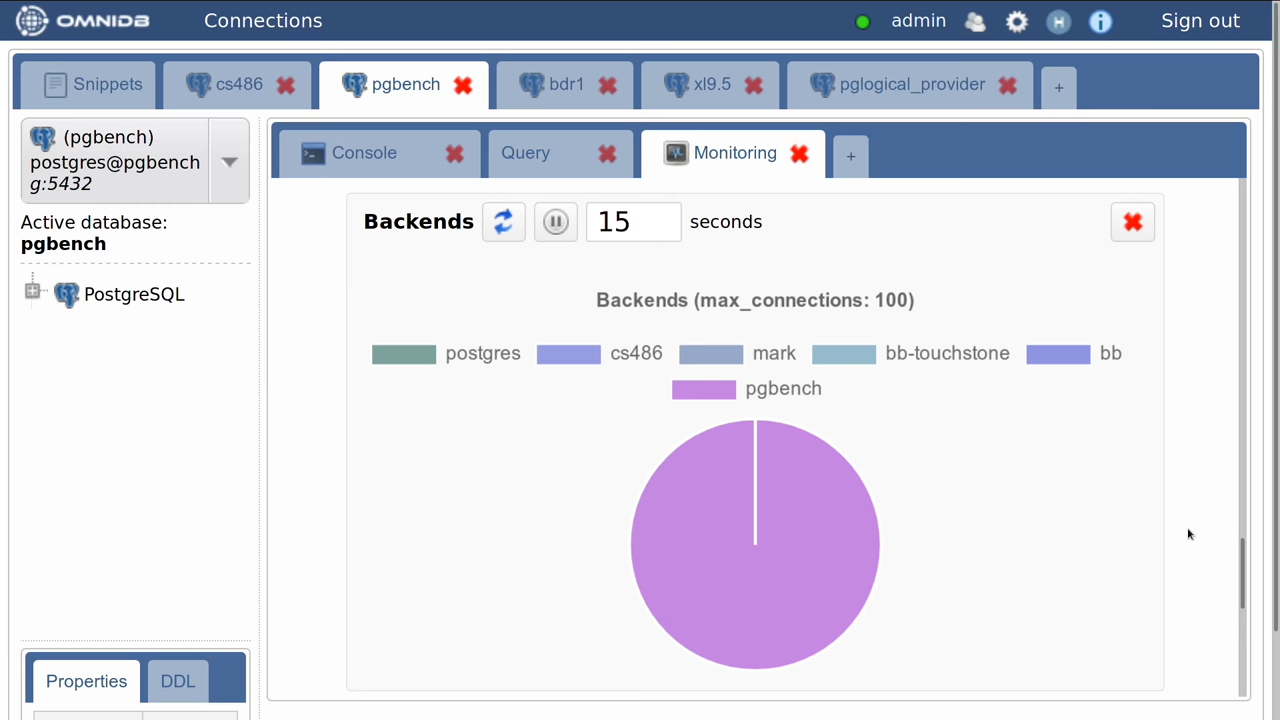 OMNIDB Connections admin Sign out
Snippets cs486 pgbench bdr1 xl9.5 pglogical_provider +
(pgbench)
postgres@pgbench
g:5432
Active database:
pgbench
PostgreSQL
Properties DDL
Console Query Monitoring +
Backends 15 seconds
Backends (max_connections: 100)
postgres cs486 mark bb-touchstone bb
pgbench